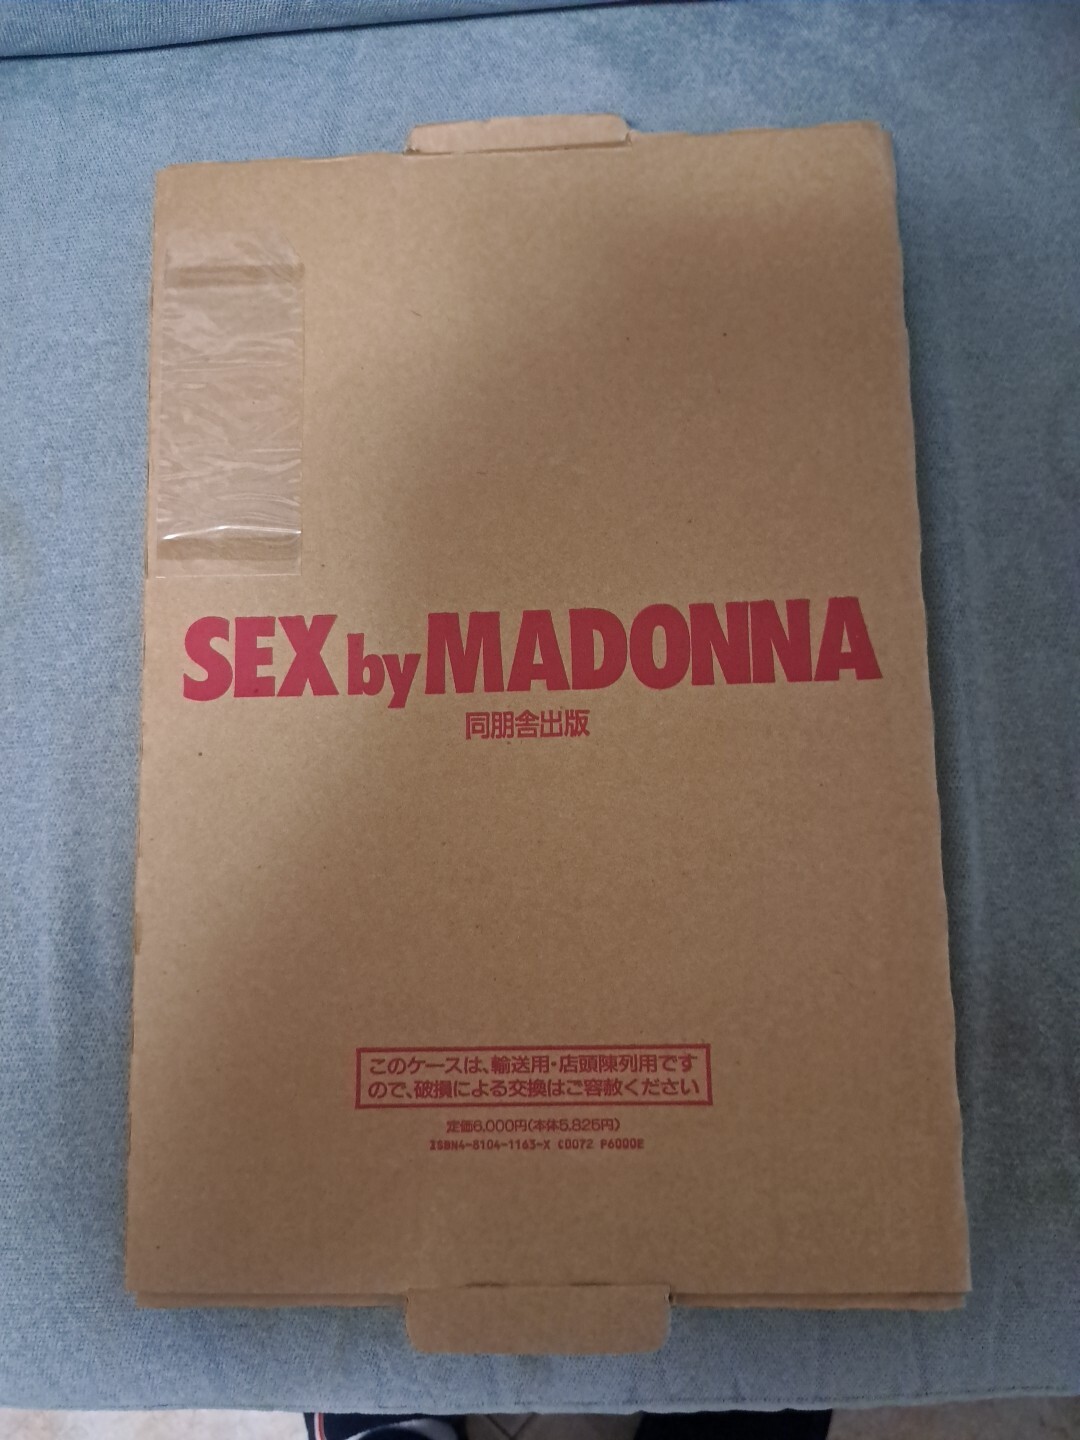 SEX by MADONNA
同朋舎出版
このケースは、輸送用・店頭陳列用です
ので、破損による交換はご容赦ください
定価6,000円(本体5,825円)
ISBN4-8104-1163-X C0072 P6000E